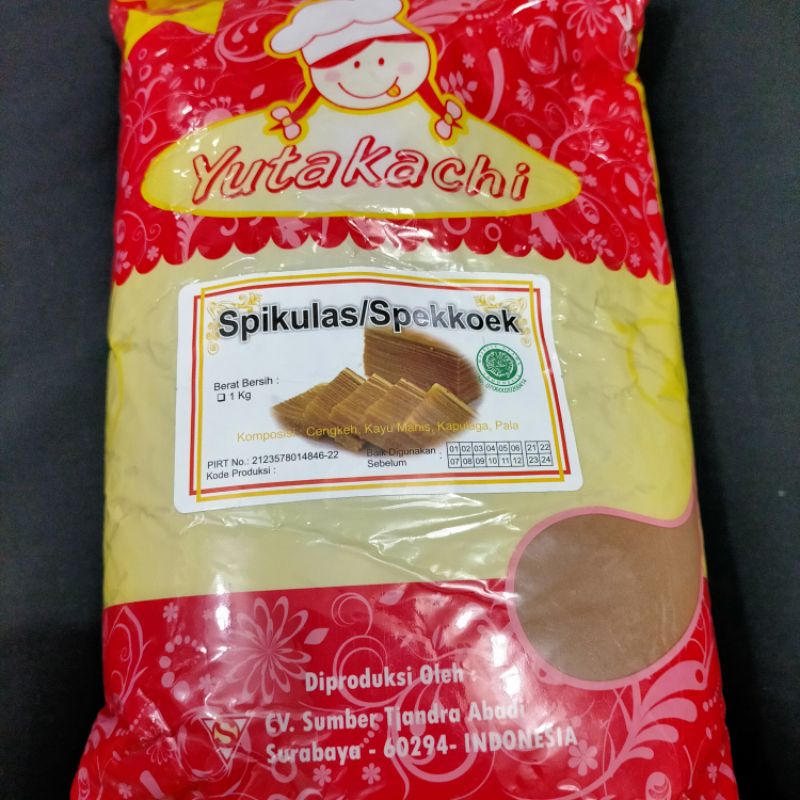 Yutakachi
Spikulas/Spekkoek
Berat Bersih :
❑ 1 Kg
Komposisi : Cengkeh, Kayu Manis, Kapulaga, Pala
PIRT No.: 2123578014846-22
Kode Produksi :
Baik Digunakan
Sebelum :
01 02 03 04 05 06 21 22
07 08 09 10 11 12 23 24
Diproduksi Oleh :
CV. Sumber Tjandra Abadi
Surabaya - 60294- INDONESIA